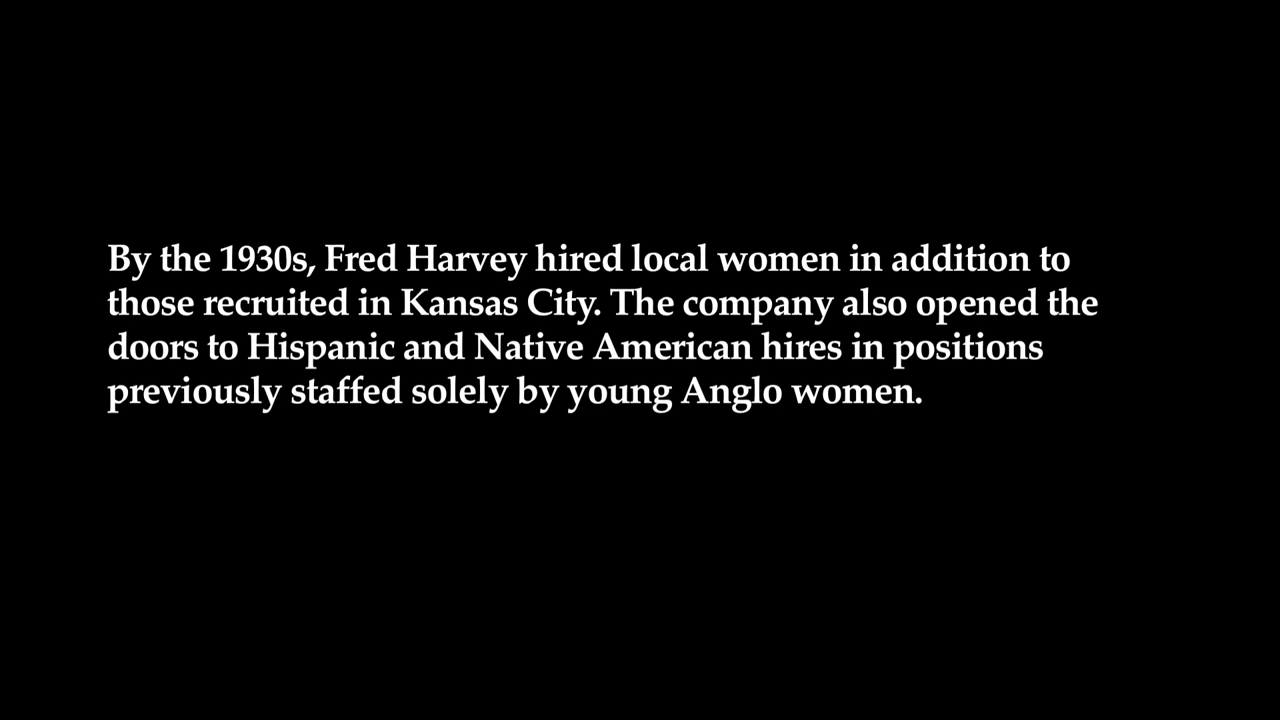 By the 1930s, Fred Harvey hired local women in addition to
those recruited in Kansas City. The company also opened the
doors to Hispanic and Native American hires in positions
previously staffed solely by young Anglo women.